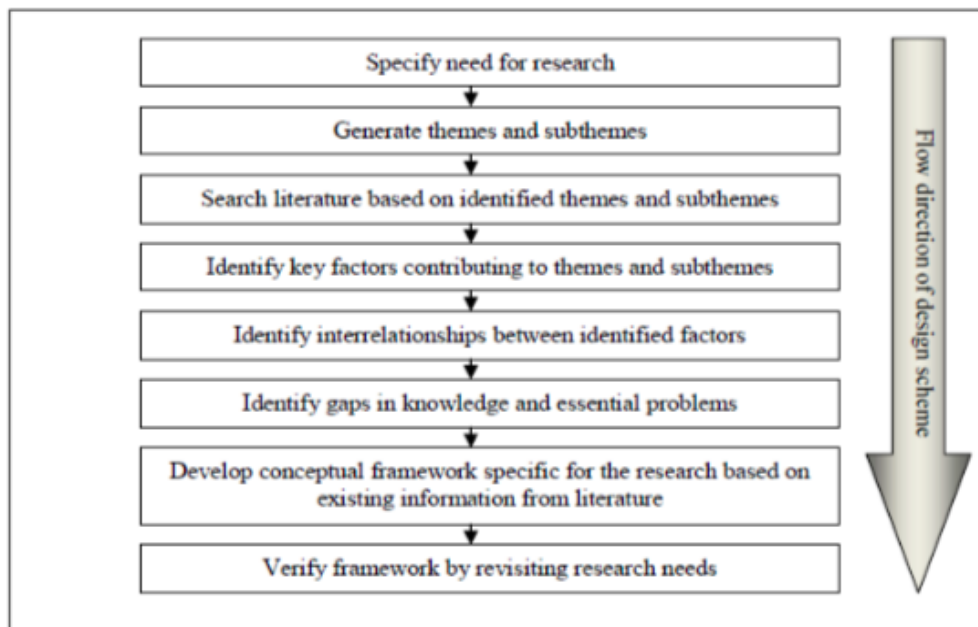 Specify need for research
Generate themes and subthemes
Search literature based on identified themes and subthemes
Identify key factors contributing to themes and subthemes
Identify interrelationships between identified factors
Identify gaps in knowledge and essential problems
Develop conceptual framework specific for the research based on
existing information from literature
Verify framework by revisiting research needs
Flow direction of design scheme